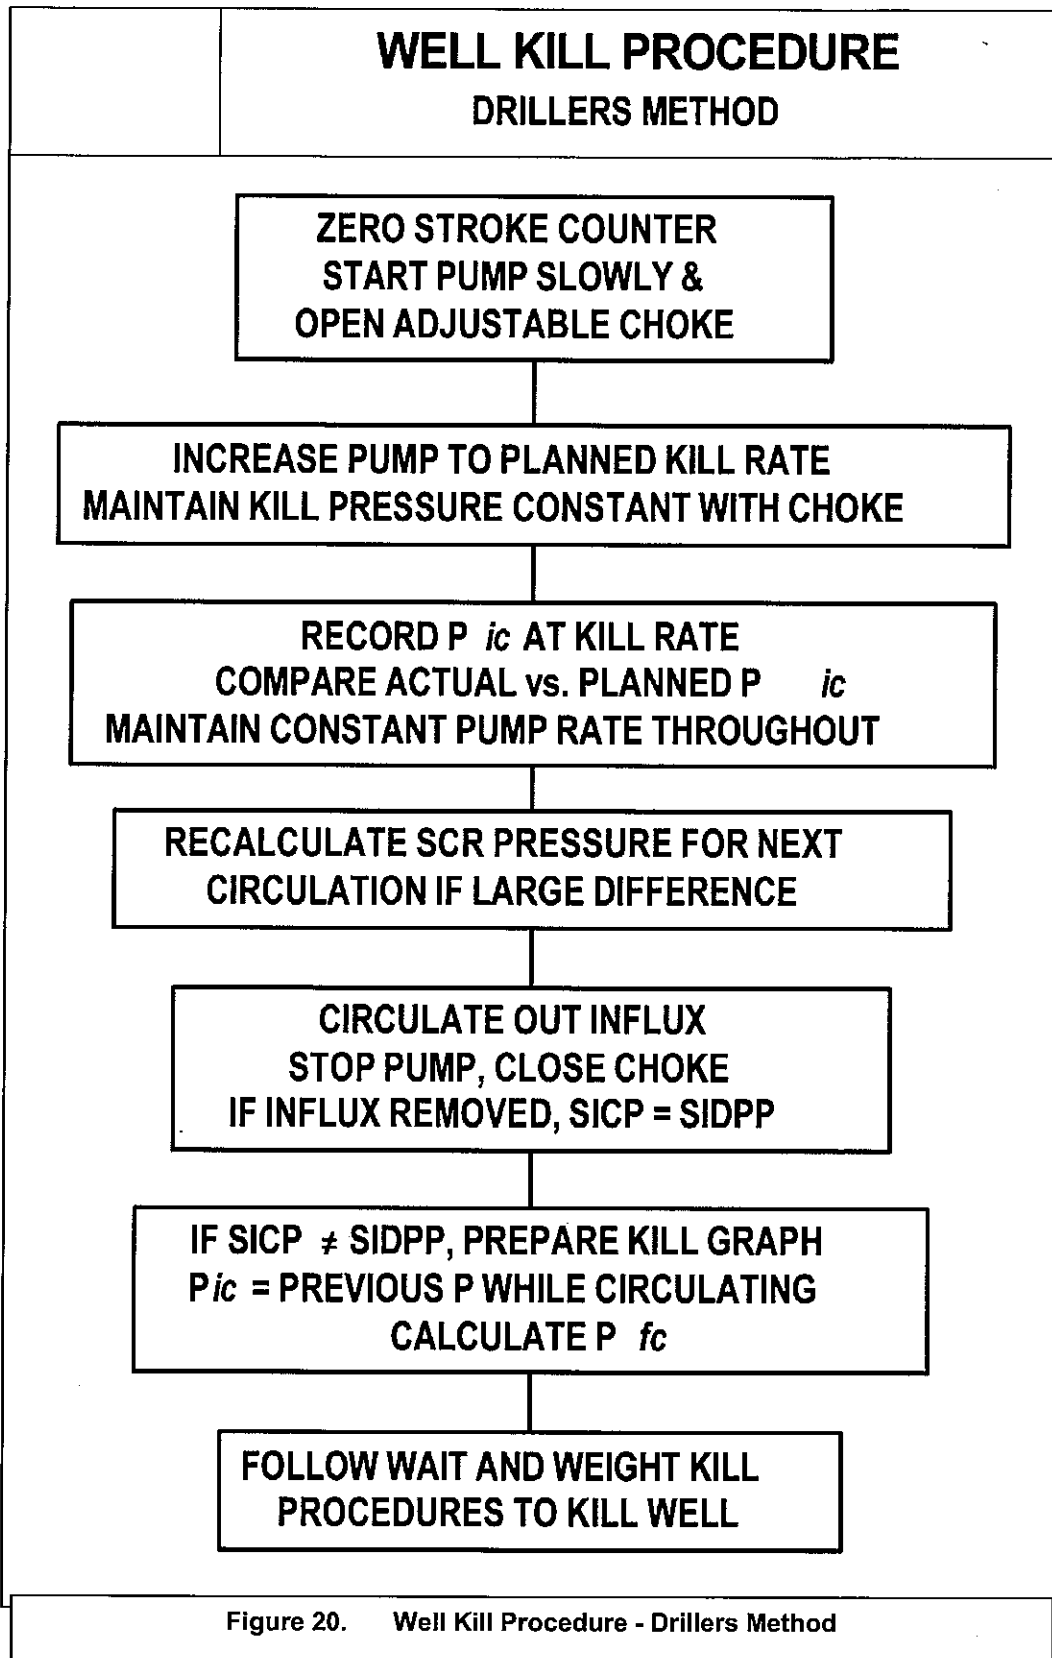 WELL KILL PROCEDURE
DRILLERS METHOD
ZERO STROKE COUNTER
START PUMP SLOWLY &
OPEN ADJUSTABLE CHOKE
INCREASE PUMP TO PLANNED KILL RATE
MAINTAIN KILL PRESSURE CONSTANT WITH CHOKE
RECORD P ic AT KILL RATE
COMPARE ACTUAL vs. PLANNED P ic
MAINTAIN CONSTANT PUMP RATE THROUGHOUT
RECALCULATE SCR PRESSURE FOR NEXT
CIRCULATION IF LARGE DIFFERENCE
CIRCULATE OUT INFLUX
STOP PUMP, CLOSE CHOKE
IF INFLUX REMOVED, SICP = SIDPP
IF SICP ≠ SIDPP, PREPARE KILL GRAPH
Pic = PREVIOUS P WHILE CIRCULATING
CALCULATE P fc
FOLLOW WAIT AND WEIGHT KILL
PROCEDURES TO KILL WELL
Figure 20. Well Kill Procedure - Drillers Method